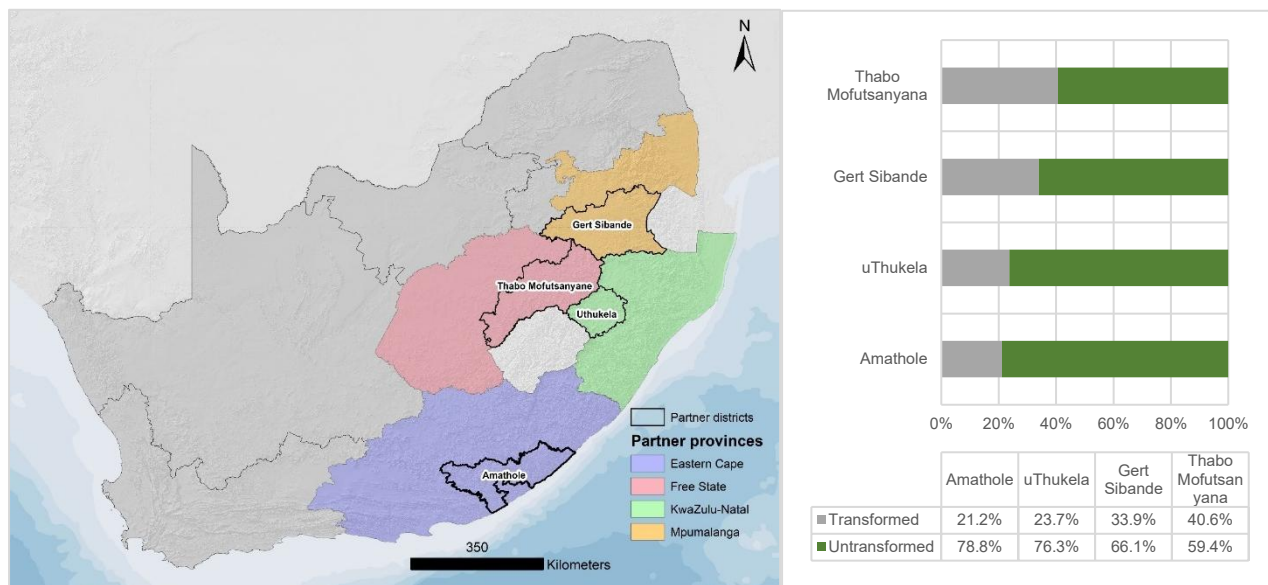 N
Gert Sibande
Thabo Mofutsanyane
Uthukela
Amathole
Partner districts
Partner provinces
Eastern Cape
Free State
KwaZulu-Natal
Mpumalanga
350
Kilometers
Thabo
Mofutsanyana
Gert Sibande
uThukela
Amathole
0% 20% 40% 60% 80% 100%
Amathole uThukela Gert Sibande Thabo Mofutsan yana
Transformed 21.2% 23.7% 33.9% 40.6%
Untransformed 78.8% 76.3% 66.1% 59.4%